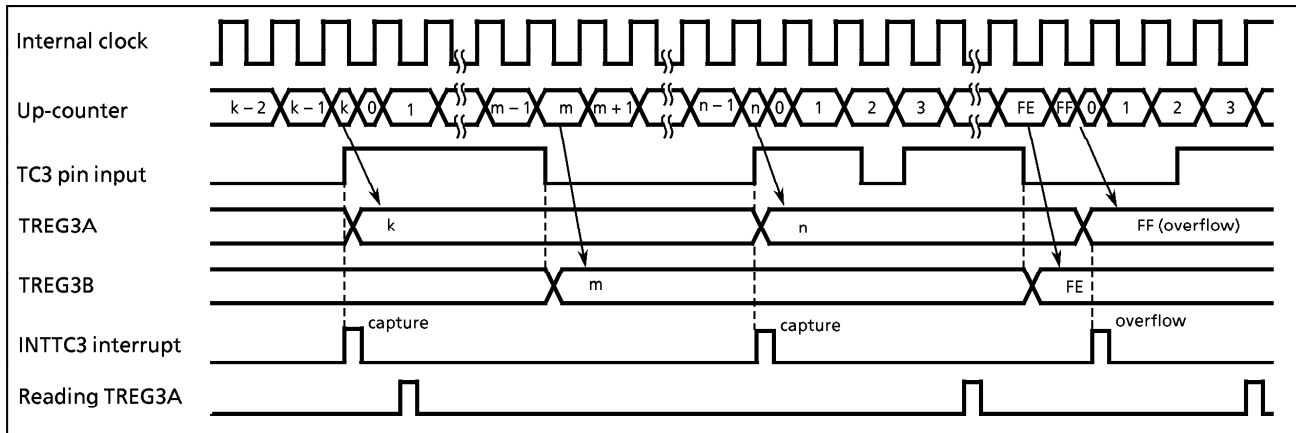 Internal clock
Up-counter k – 2 k – 1 k 0 1 m – 1 m m + 1 n – 1 n 0 1 2 3 FE FF 0 1 2 3
TC3 pin input
TREG3A k n FF (overflow)
TREG3B m FE
capture capture overflow
INTTC3 interrupt
Reading TREG3A